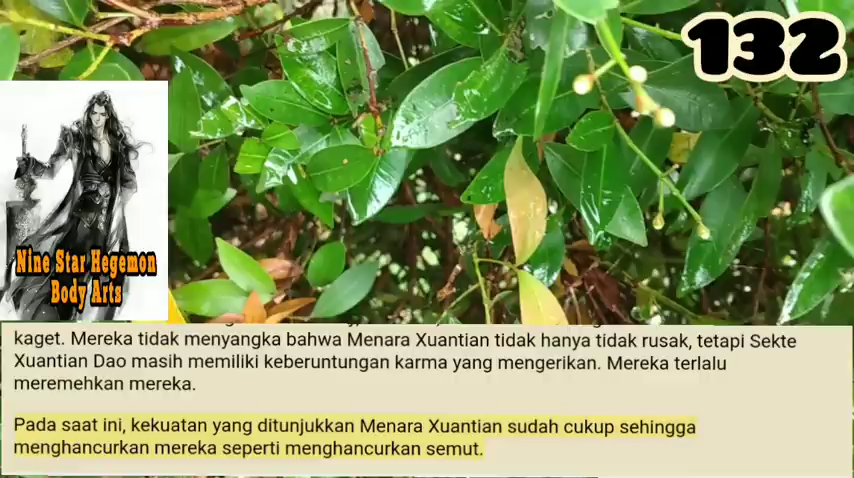 132
Nine Star Hegemon
Body Arts
kaget. Mereka tidak menyangka bahwa Menara Xuantian tidak hanya tidak rusak, tetapi Sekte
Xuantian Dao masih memiliki keberuntungan karma yang mengerikan. Mereka terlalu
meremehkan mereka.
Pada saat ini, kekuatan yang ditunjukkan Menara Xuantian sudah cukup sehingga
menghancurkan mereka seperti menghancurkan semut.